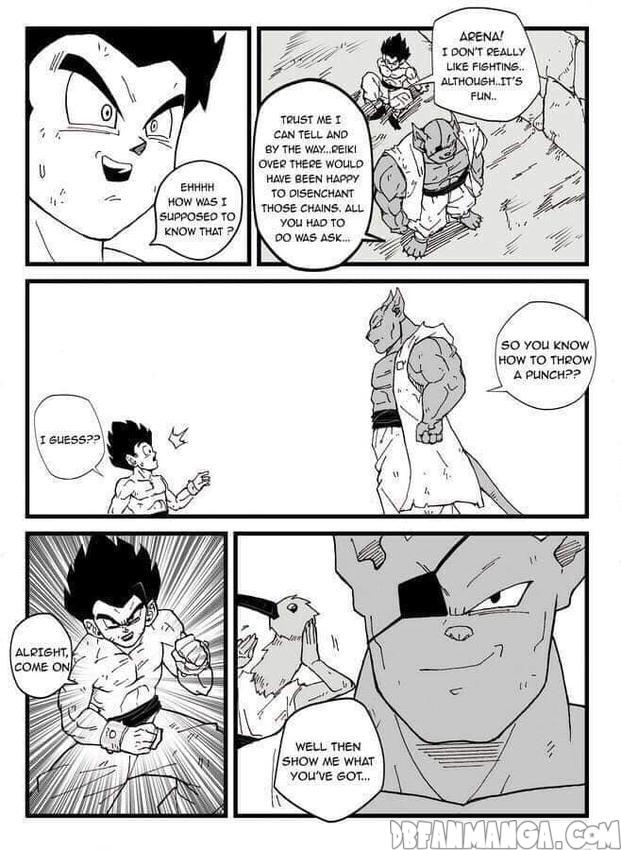 EHHHH
HOW WAS I
SUPPOSED TO
KNOW THAT ?
ARENA!
I DON'T REALLY
LIKE FIGHTING..
ALTHOUGH..IT'S
FUN..
TRUST ME I
CAN TELL AND
BY THE WAY...REIKI
OVER THERE WOULD
HAVE BEEN HAPPY
TO DISENCHANT
THOSE CHAINS. ALL
YOU HAD TO
DO WAS ASK...
SO YOU KNOW
HOW TO THROW
A PUNCH??
I GUESS??
ALRIGHT,
COME ON
WELL THEN
SHOW ME WHAT
YOU'VE GOT...
DBFANMANGA.COM